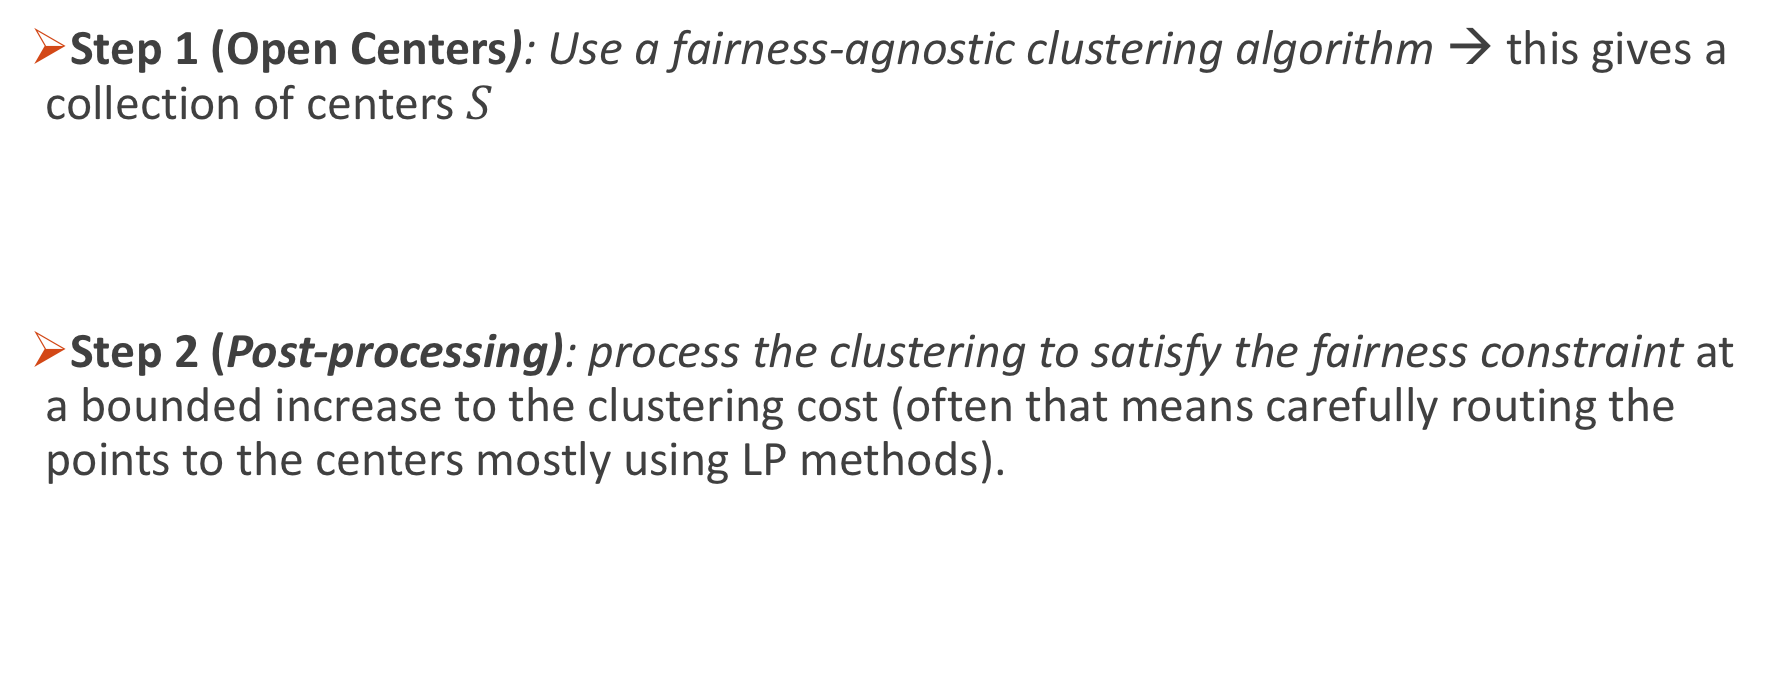 ➢Step 1 (Open Centers): Use a fairness-agnostic clustering algorithm → this gives a
collection of centers S
➢Step 2 (Post-processing): process the clustering to satisfy the fairness constraint at
a bounded increase to the clustering cost (often that means carefully routing the
points to the centers mostly using LP methods).